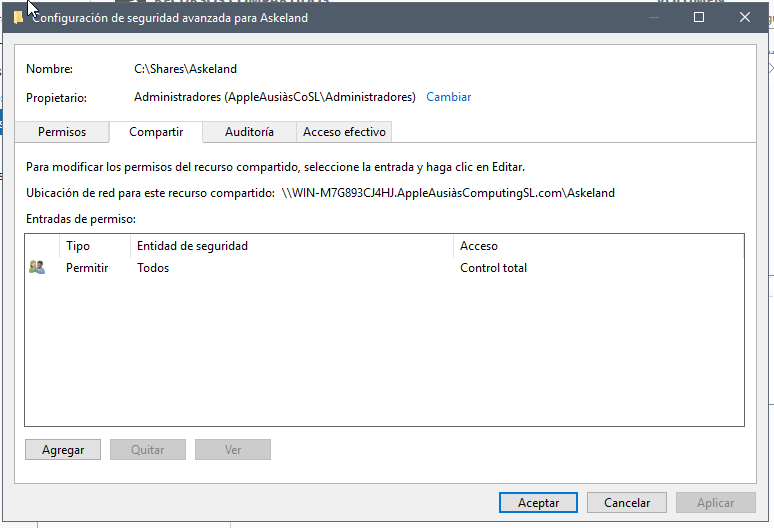 Configuración de seguridad avanzada para Askeland
Nombre: C:\Shares\Askeland
Propietario: Administradores (AppleAusiàsCoSL\Administradores) Cambiar
Permisos Compartir Auditoría Acceso efectivo
Para modificar los permisos del recurso compartido, seleccione la entrada y haga clic en Editar.
Ubicación de red para este recurso compartido: \\WIN-M7G893CJ4HJ.AppleAusiàsComputingSL.com\Askeland
Entradas de permiso:
Tipo Entidad de seguridad Acceso
Permitir Todos Control total
Agregar Quitar Ver
Aceptar Cancelar Aplicar